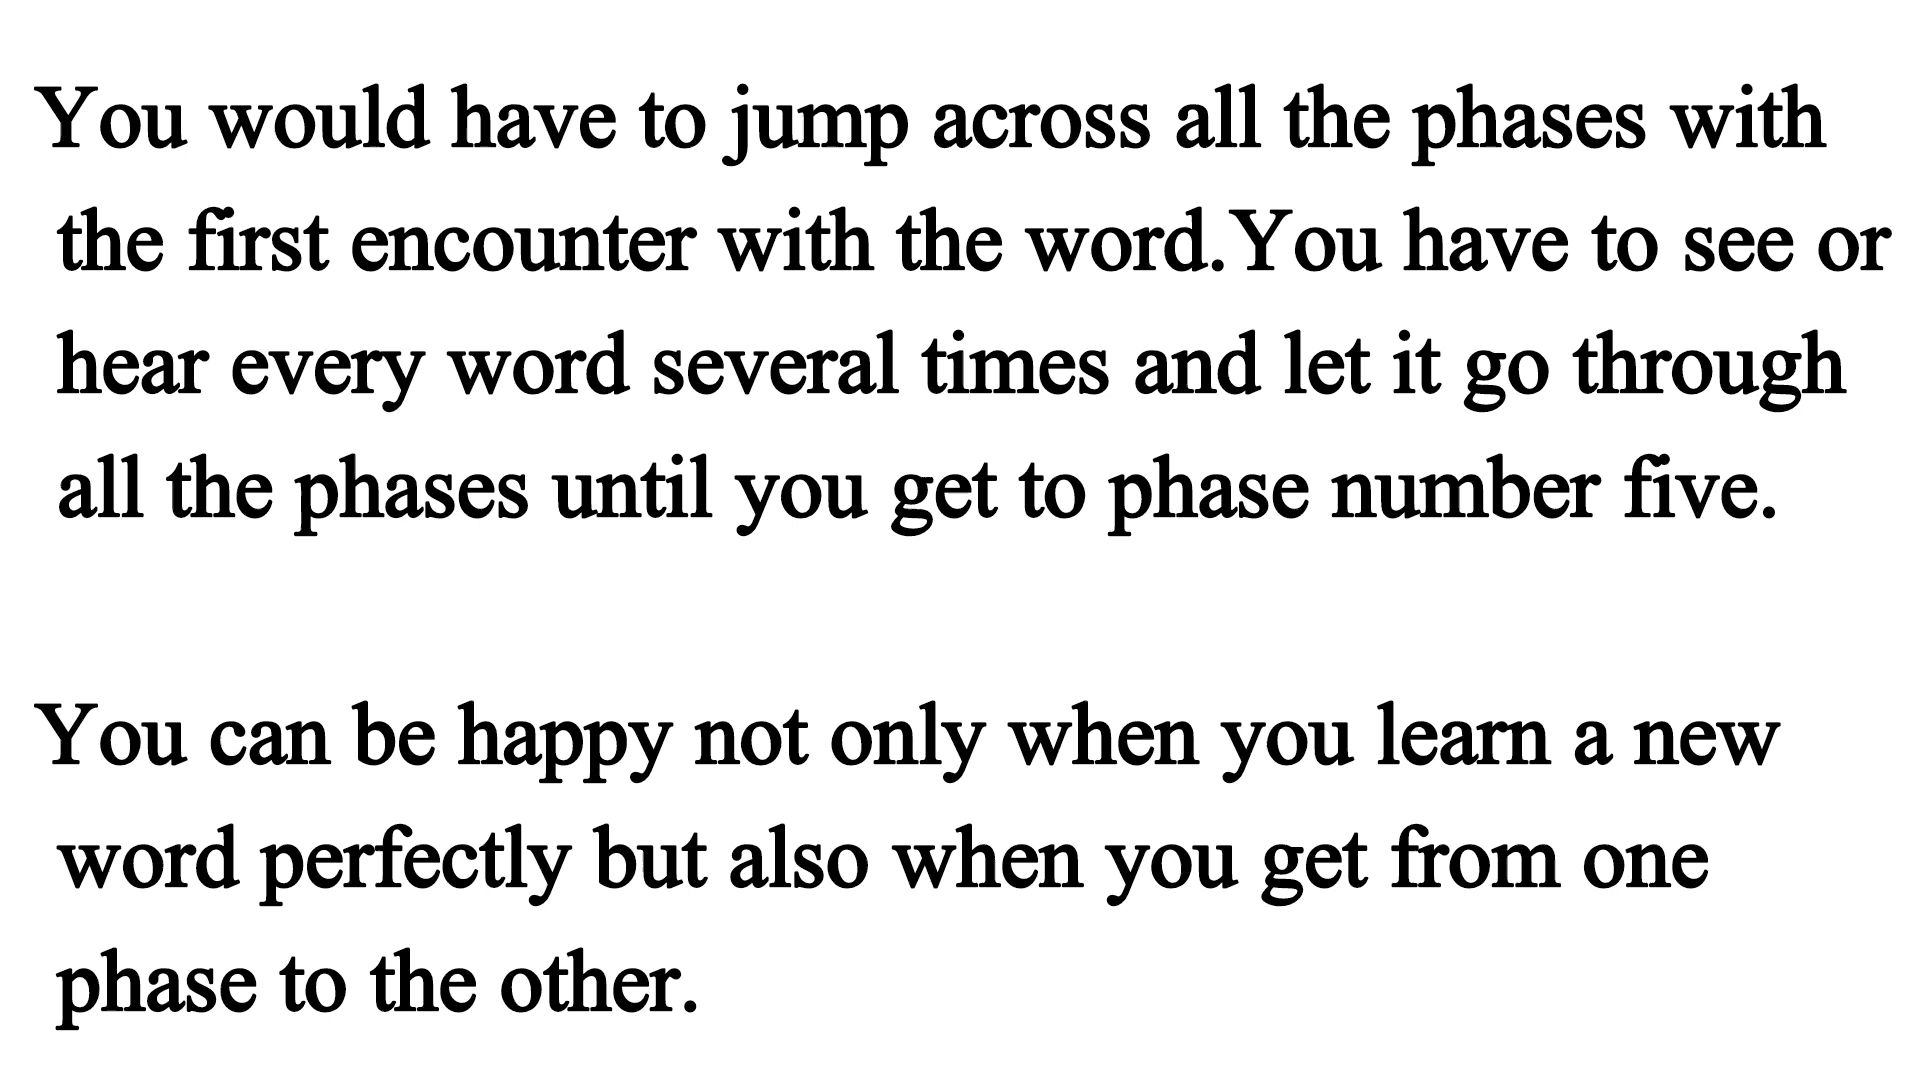 You would have to jump across all the phases with
the first encounter with the word.You have to see or
hear every word several times and let it go through
all the phases until you get to phase number five.
You can be happy not only when you learn a new
word perfectly but also when you get from one
phase to the other.